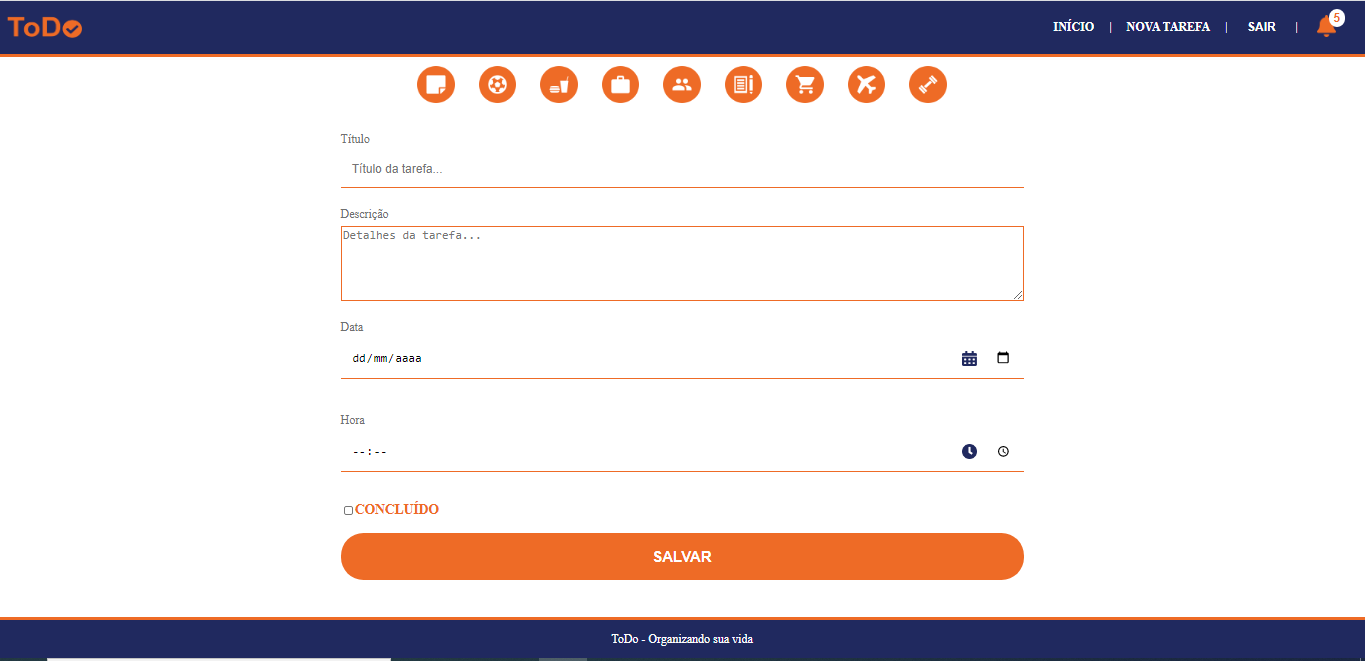 ToDo
INÍCIO | NOVA TAREFA | SAIR | 5
Título
Título da tarefa...
Descrição
Detalhes da tarefa...
Data
dd/mm/aaaa
Hora
--:--
CONCLUÍDO
SALVAR
ToDo - Organizando sua vida